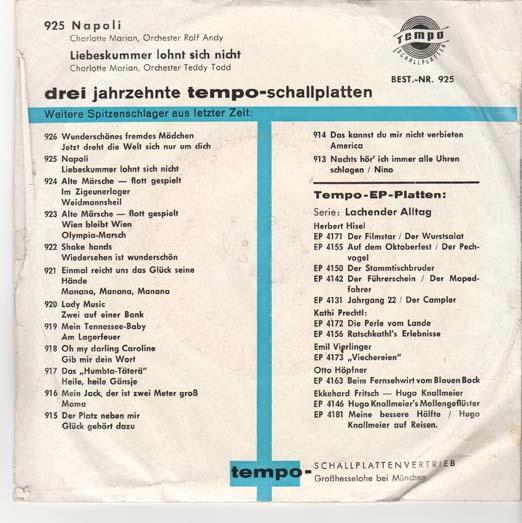 925 Napoli
Charlotte Marian, Orchester Rolf Andy
Liebeskummer lohnt sich nicht
Charlotte Marian, Orchester Teddy Todd
Tempo
SCHALLPLATTEN
BEST.-NR. 925
drei jahrzehnte tempo-schallplatten
Weitere Spitzenschlager aus letzter Zeit:
926 Wunderschönes fremdes Mädchen
Jetzt dreht die Welt sich nur um dich
925 Napoli
Liebeskummer lohnt sich nicht
924 Alte Märsche — flott gespielt
Im Zigeunerlager
Weidmannsheil
923 Alte Märsche — flott gespielt
Wien bleibt Wien
Olympia-Marsch
922 Shake hands
Wiedersehen ist wunderschön
921 Einmal reicht uns das Glück seine
Hände
Manana, Manana, Manana
920 Lady Music
Zwei auf einer Bank
919 Mein Tennessee-Baby
Am Lagerfeuer
918 Oh my darling Caroline
Gib mir dein Wort
917 Das „Humbta-Täterä"
Heile, heile Gänsje
916 Mein Jack, der ist zwei Meter groß
Mama
915 Der Platz neben mir
Glück gehört dazu
914 Das kannst du mir nicht verbieten
America
913 Nachts hör' ich immer alle Uhren
schlagen / Nino
Tempo-EP-Platten:
Serie: Lachender Alltag
Herbert Hisel
EP 4171 Der Filmstar / Der Wurstsalat
EP 4155 Auf dem Oktoberfest / Der Pech-
vogel
EP 4150 Der Stammtischbruder
EP 4142 Der Führerschein / Der Moped-
fahrer
EP 4131 Jahrgang 22 / Der Campler
Kathi Prechtl:
EP 4172 Die Perle vom Lande
EP 4156 Ratschkathl's Erlebnisse
Emil Vierlinger
EP 4173 „Viechereien"
Otto Höpfner
EP 4163 Beim Fernsehwirt vom Blauen Bock
Ekkehard Fritsch — Hugo Knallmeier
EP 4146 Hugo Knallmeier's Mollengeflüster
EP 4181 Meine bessere Hälfte / Hugo
Knallmeier auf Reisen.
tempo-SCHALLPLATTENVERTRIEB
Großhesselohe bei München